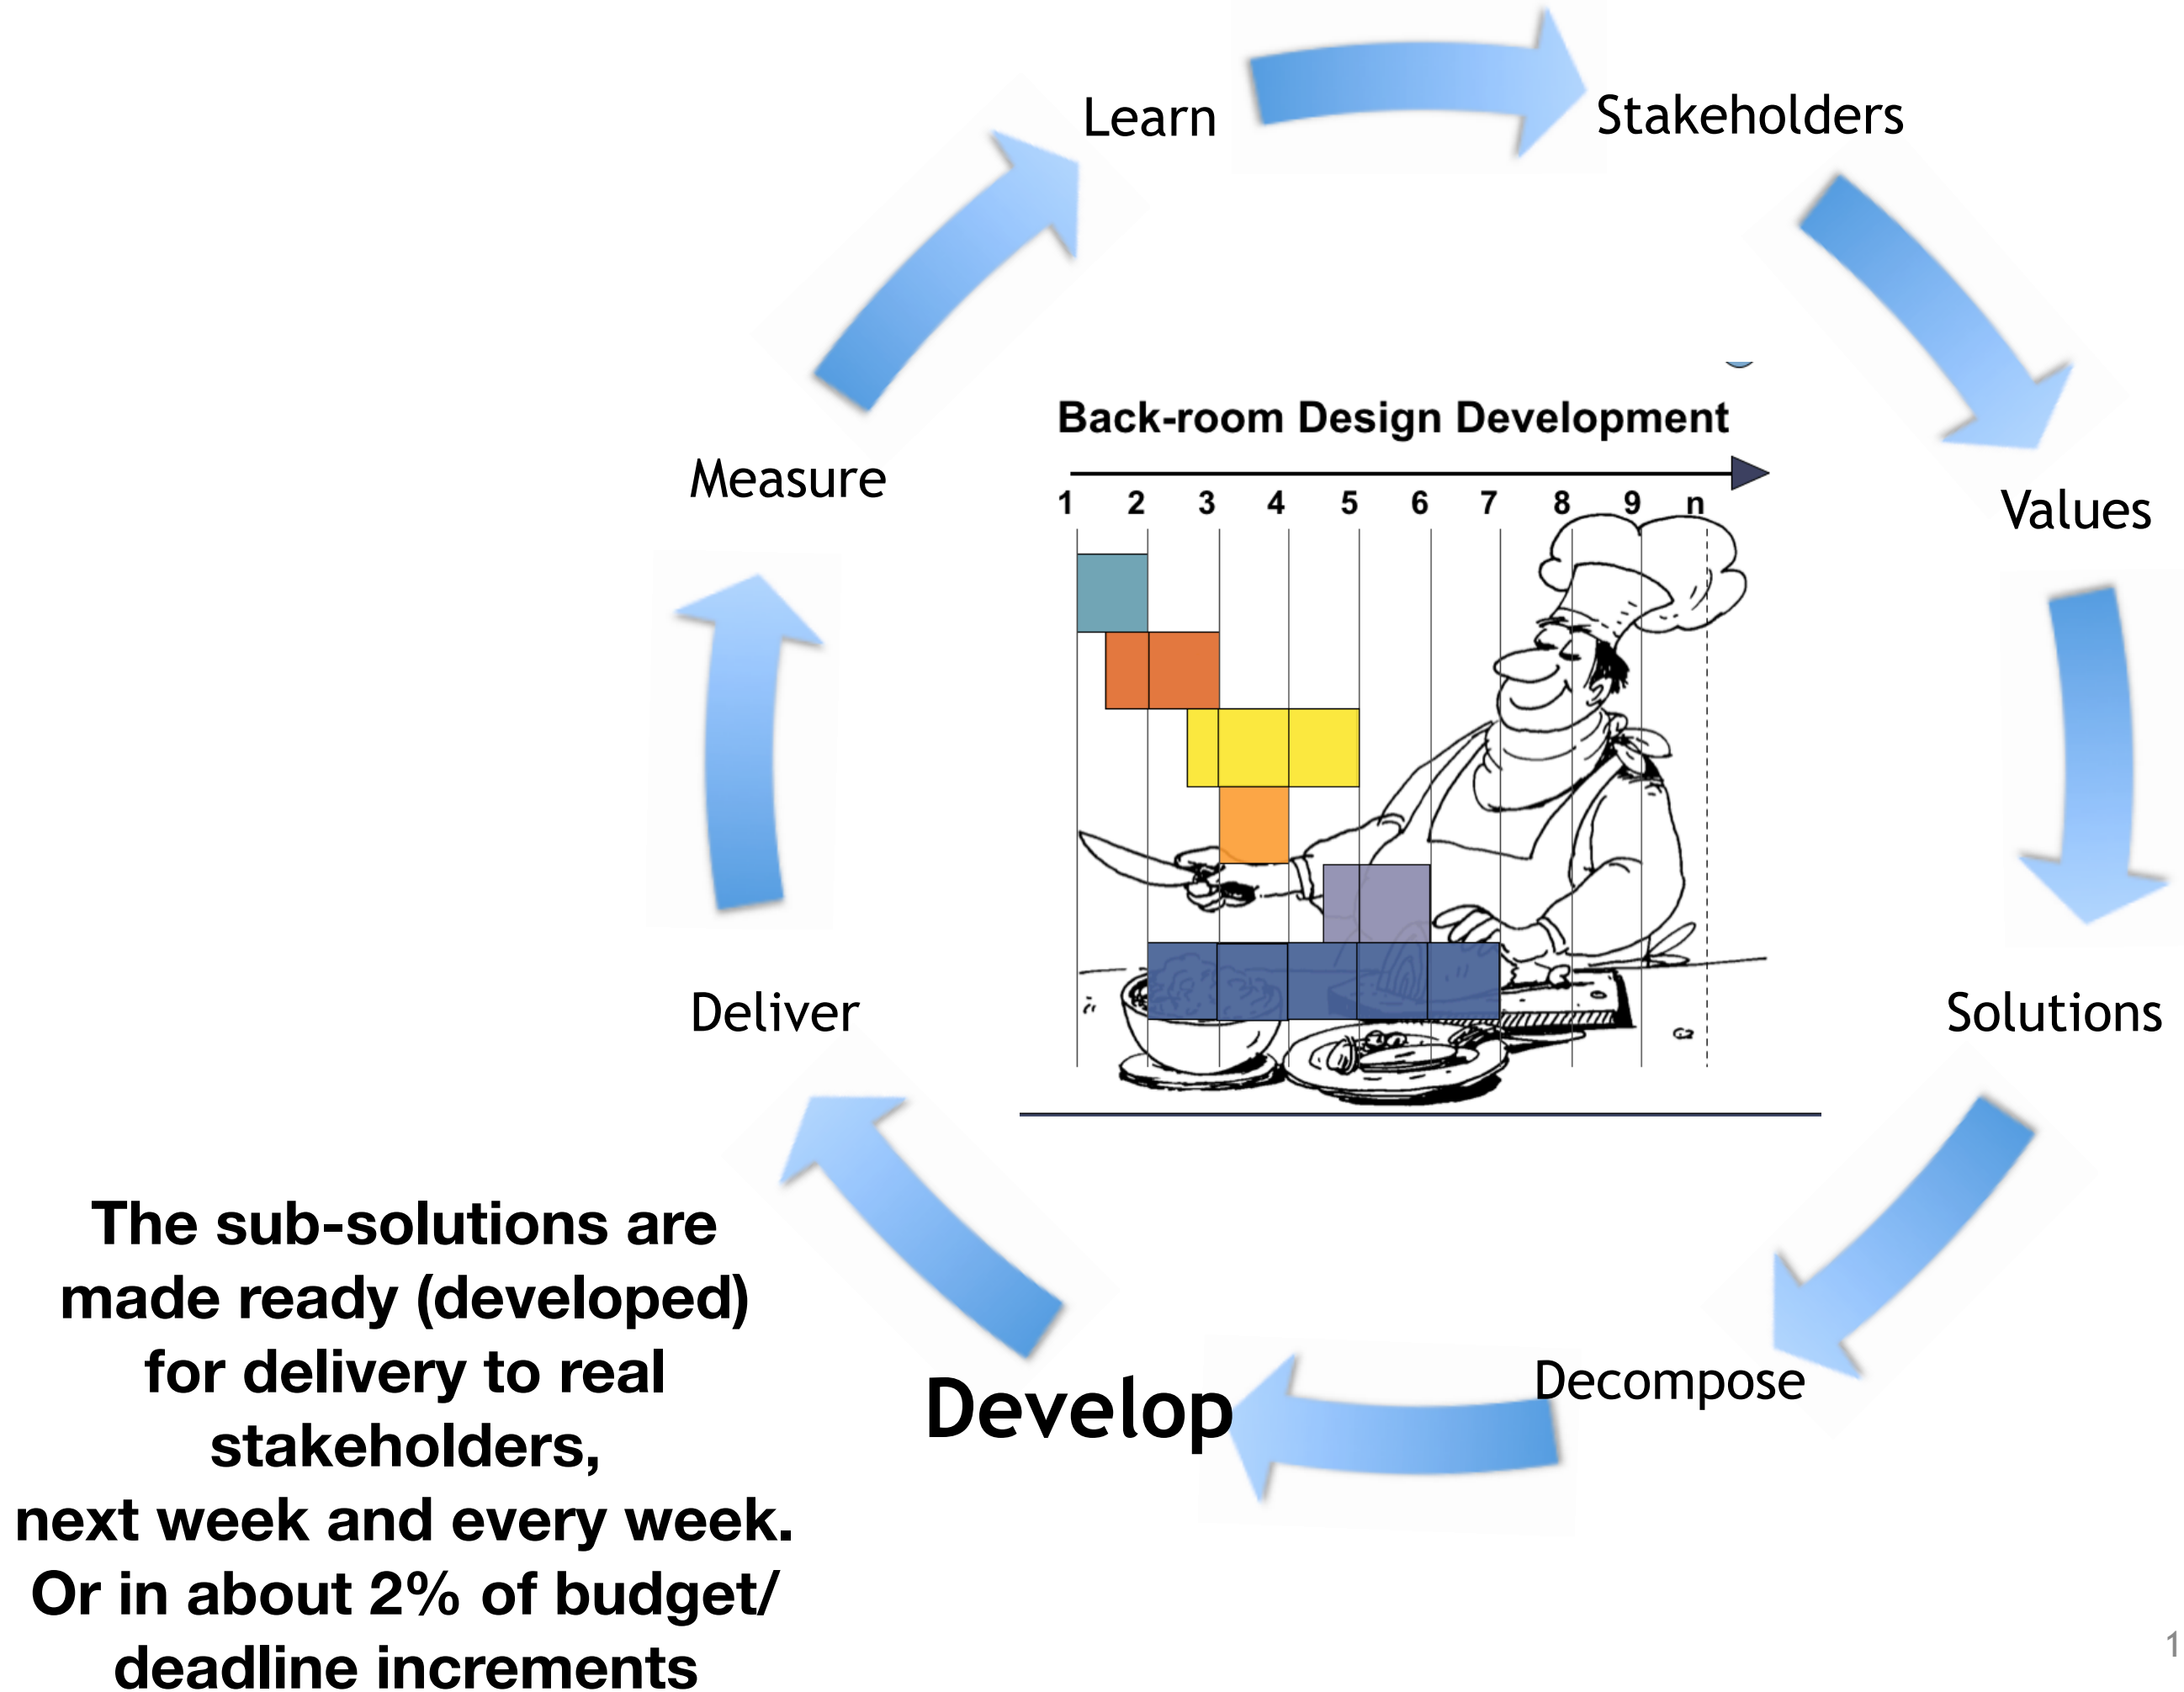 Learn
Stakeholders
Back-room Design Development
Measure
1 2 3 4 5 6 7 8 9 n
Values
Deliver
Solutions
The sub-solutions are
made ready (developed)
for delivery to real
stakeholders,
next week and every week.
Or in about 2% of budget/
deadline increments
Develop
Decompose
1